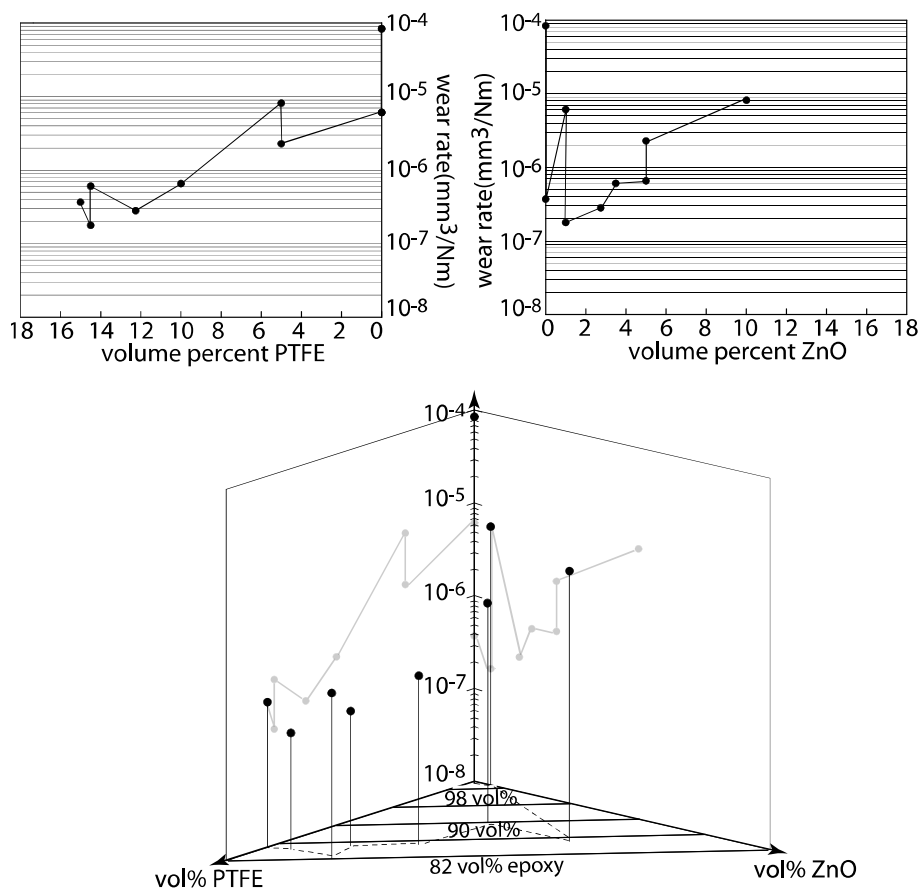 10-4
10-5
10-6
10-7
10-8
wear rate(mm3/Nm)
18 16 14 12 10 8 6 4 2 0
volume percent PTFE
10-4
10-5
10-6
10-7
10-8
wear rate(mm3/Nm)
0 2 4 6 8 10 12 14 16 18
volume percent ZnO
10-4
10-5
10-6
10-7
10-8
98 vol%
90 vol%
82 vol% epoxy
vol% PTFE
vol% ZnO